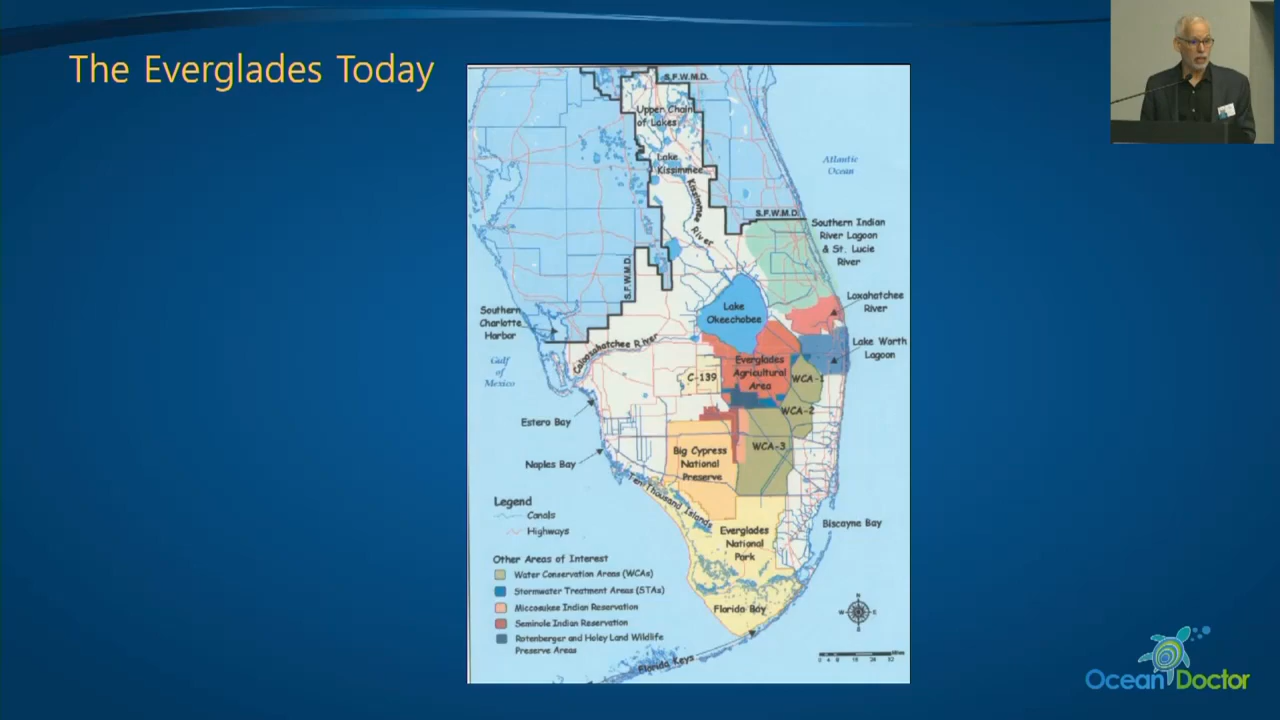 The Everglades Today
S.F.W.M.D.
Upper Chain
of Lakes
Lake
Kissimmee
Kissimmee
River
Atlantic
Ocean
S.F.W.M.D.
Southern Indian
River Lagoon
& St. Lucie
River
S.F.W.M.D.
Lake
Okeechobee
Loxahatchee
River
Southern
Charlotte
Harbor
Caloosahatchee River
Lake Worth
Lagoon
Gulf
of
Mexico
Everglades
Agricultural
Area
C-139
WCA-1
WCA-2
Estero Bay
WCA-3
Big Cypress
National
Preserve
Naples Bay
Ten Thousand Islands
Legend
Canals
Highways
Biscayne Bay
Everglades
National
Park
Other Areas of Interest
Water Conservation Areas (WCAs)
Stormwater Treatment Areas (STAs)
Miccosukee Indian Reservation
Seminole Indian Reservation
Rotenberger and Holey Land Wildlife
Preserve Areas
Florida Bay
N
W
E
S
Florida Keys
Ocean Doctor